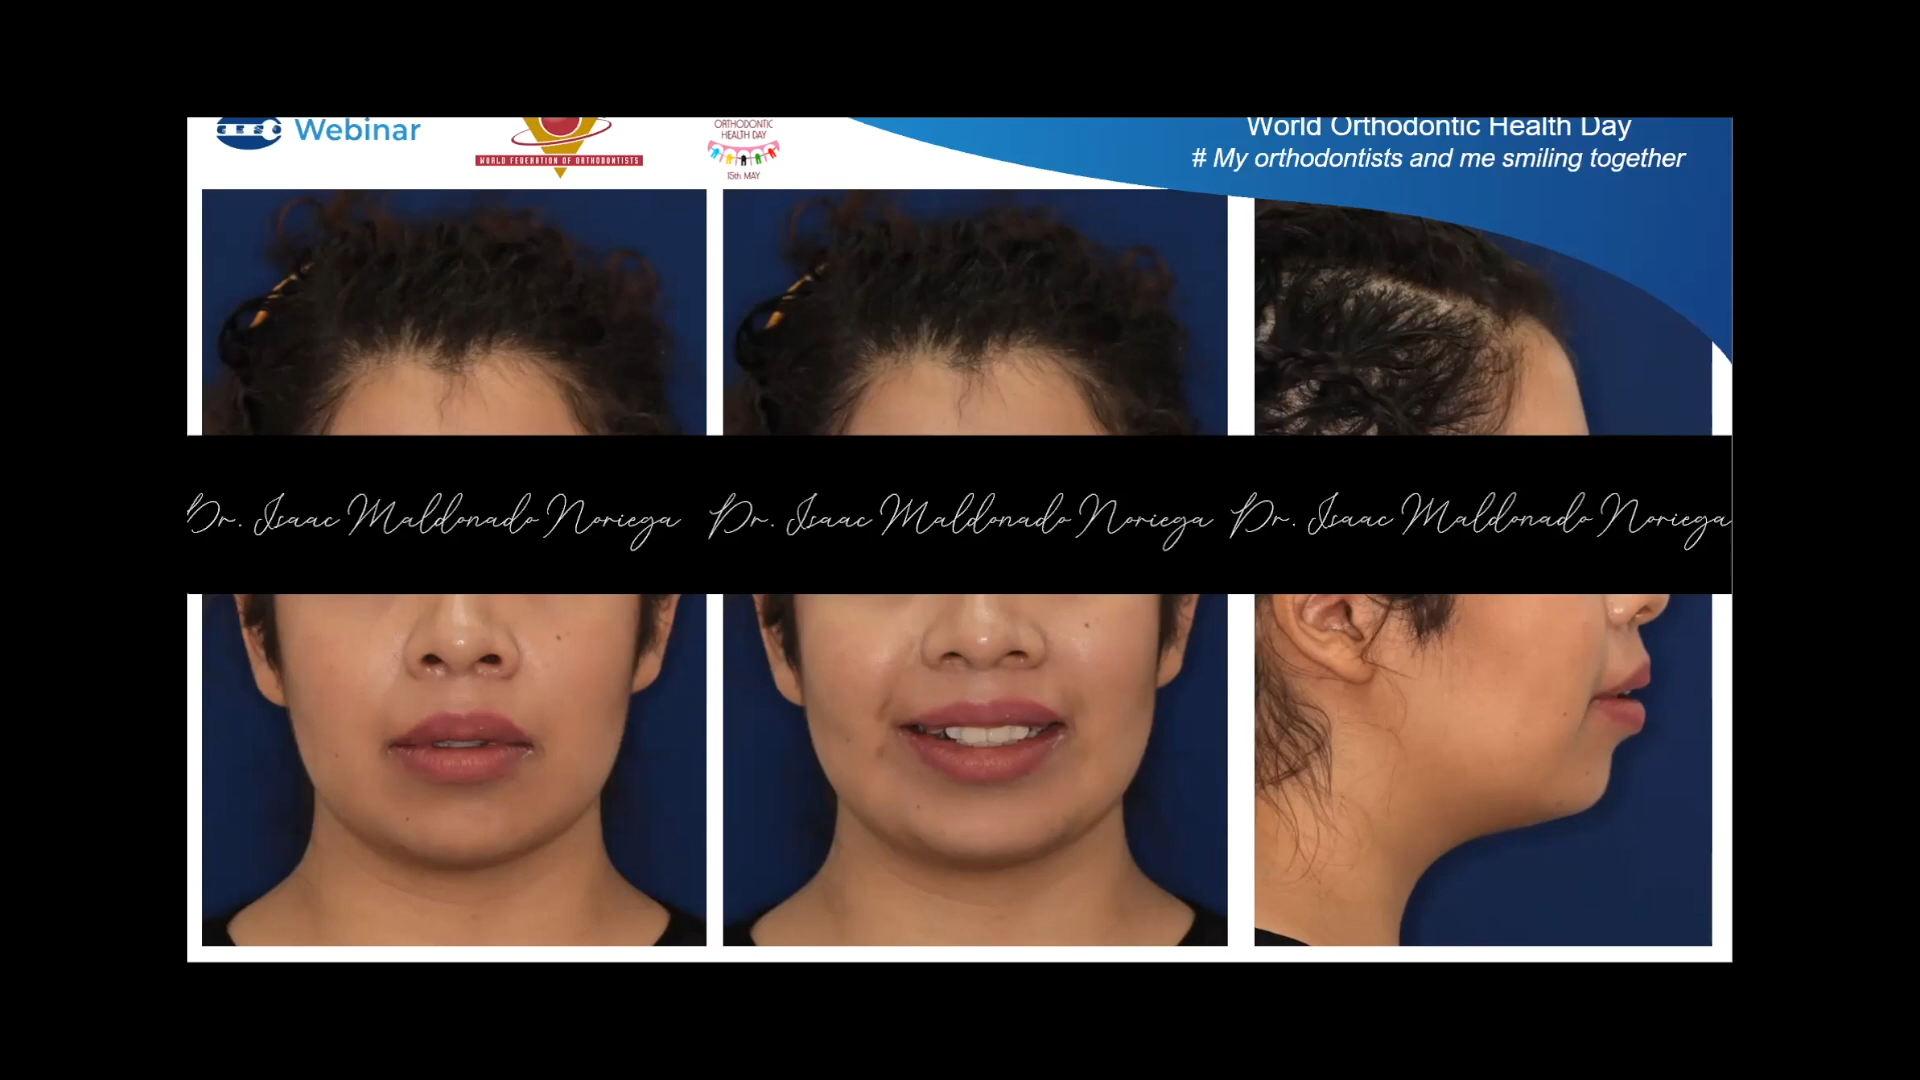 Webinar
WORLD FEDERATION OF ORTHODONTISTS
ORTHODONTIC
HEALTH DAY
15th MAY
World Orthodontic Health Day
# My orthodontists and me smiling together
Dr. Isaac Maldonado Noriega Dr. Isaac Maldonado Noriega Dr. Isaac Maldonado Noriega